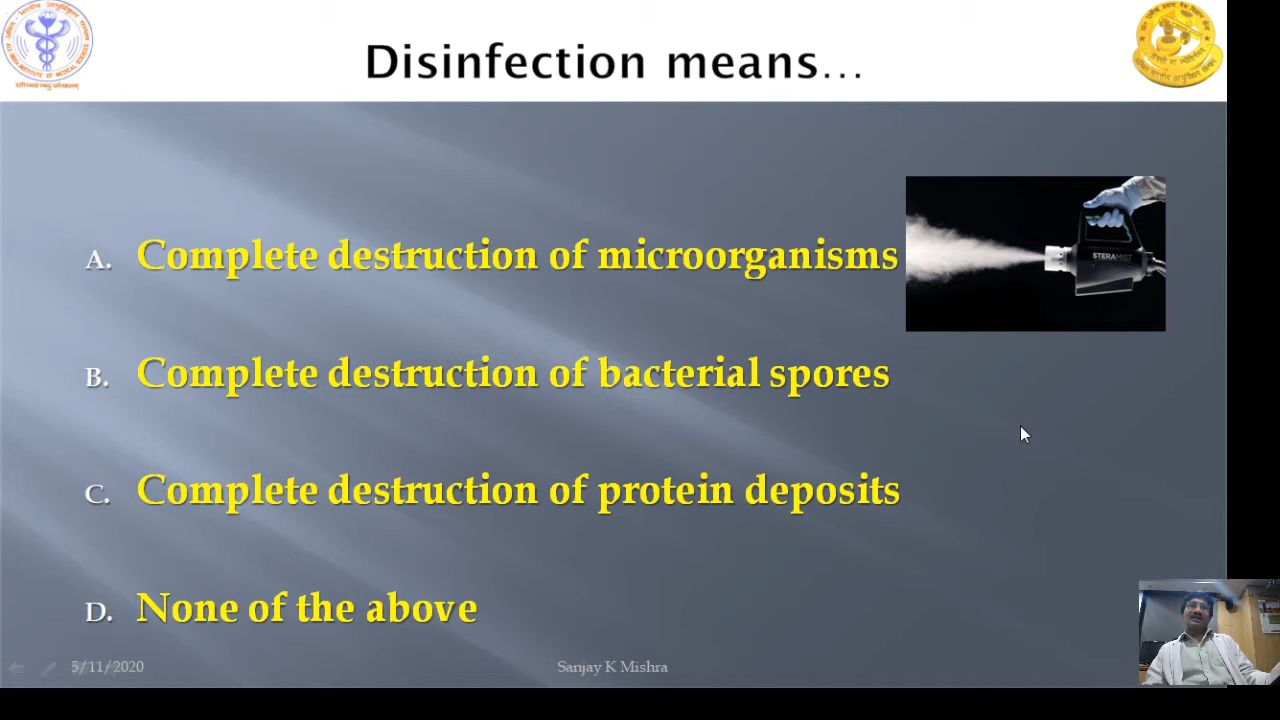 Disinfection means...
A. Complete destruction of microorganisms
STERAMIST
B. Complete destruction of bacterial spores
C. Complete destruction of protein deposits
D. None of the above
5/11/2020
Sanjay K Mishra